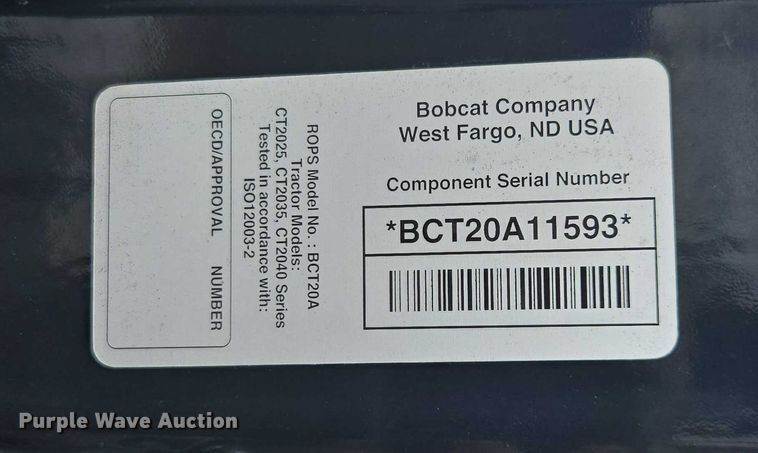 Bobcat Company
West Fargo, ND USA
Component Serial Number
*BCT20A11593*
ROPS Model No.: BCT20A
Tractor Models:
CT2025, CT2035, CT2040 Series
Tested in accordance with:
ISO12003-2
OECD/APPROVAL NUMBER
Purple Wave Auction